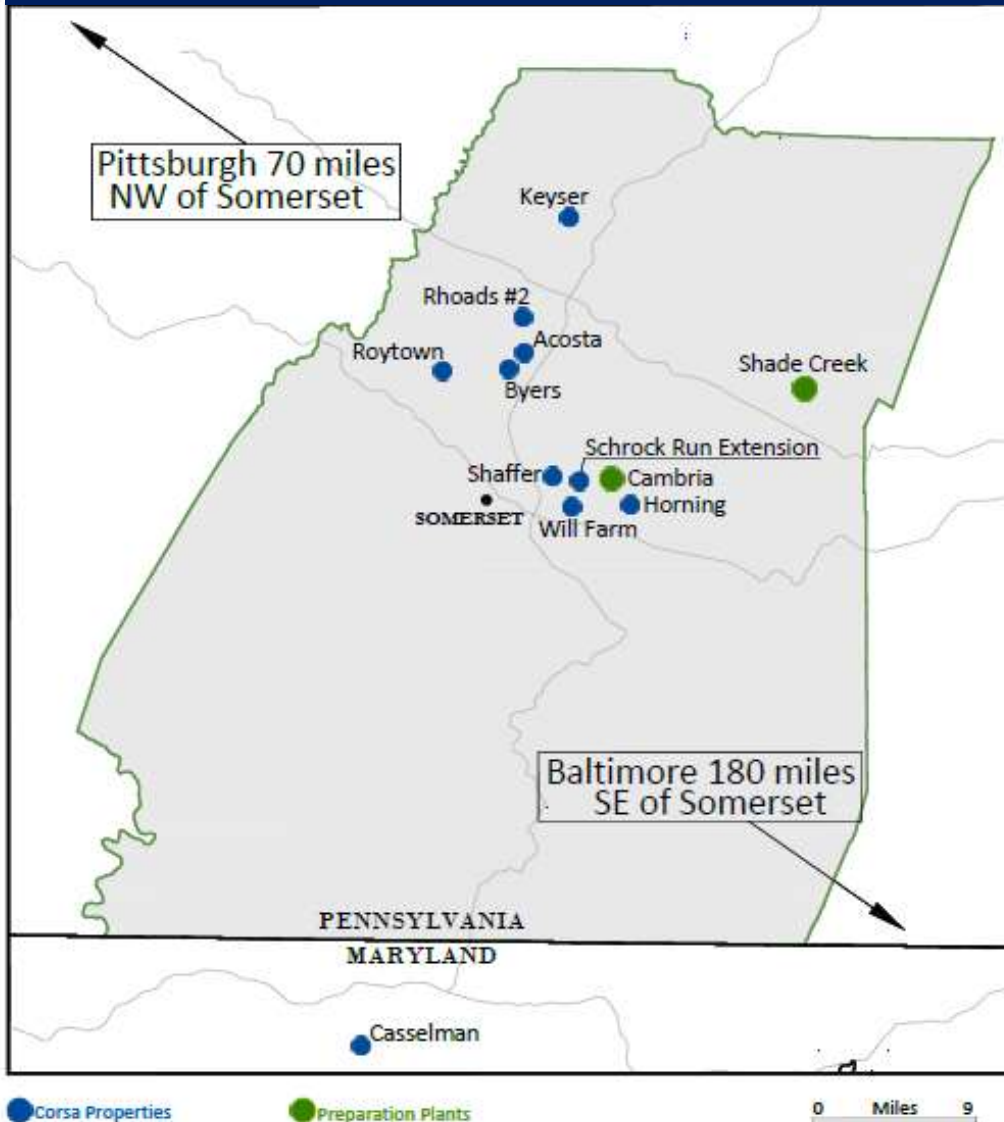 Pittsburgh 70 miles
NW of Somerset
Keyser
Rhoads #2
Acosta
Roytown
Byers
Shade Creek
Schrock Run Extension
Shaffer
Cambria
Horning
SOMERSET
Will Farm
Baltimore 180 miles
SE of Somerset
PENNSYLVANIA
MARYLAND
Casselman
Corsa Properties
Preparation Plants
0 Miles 9